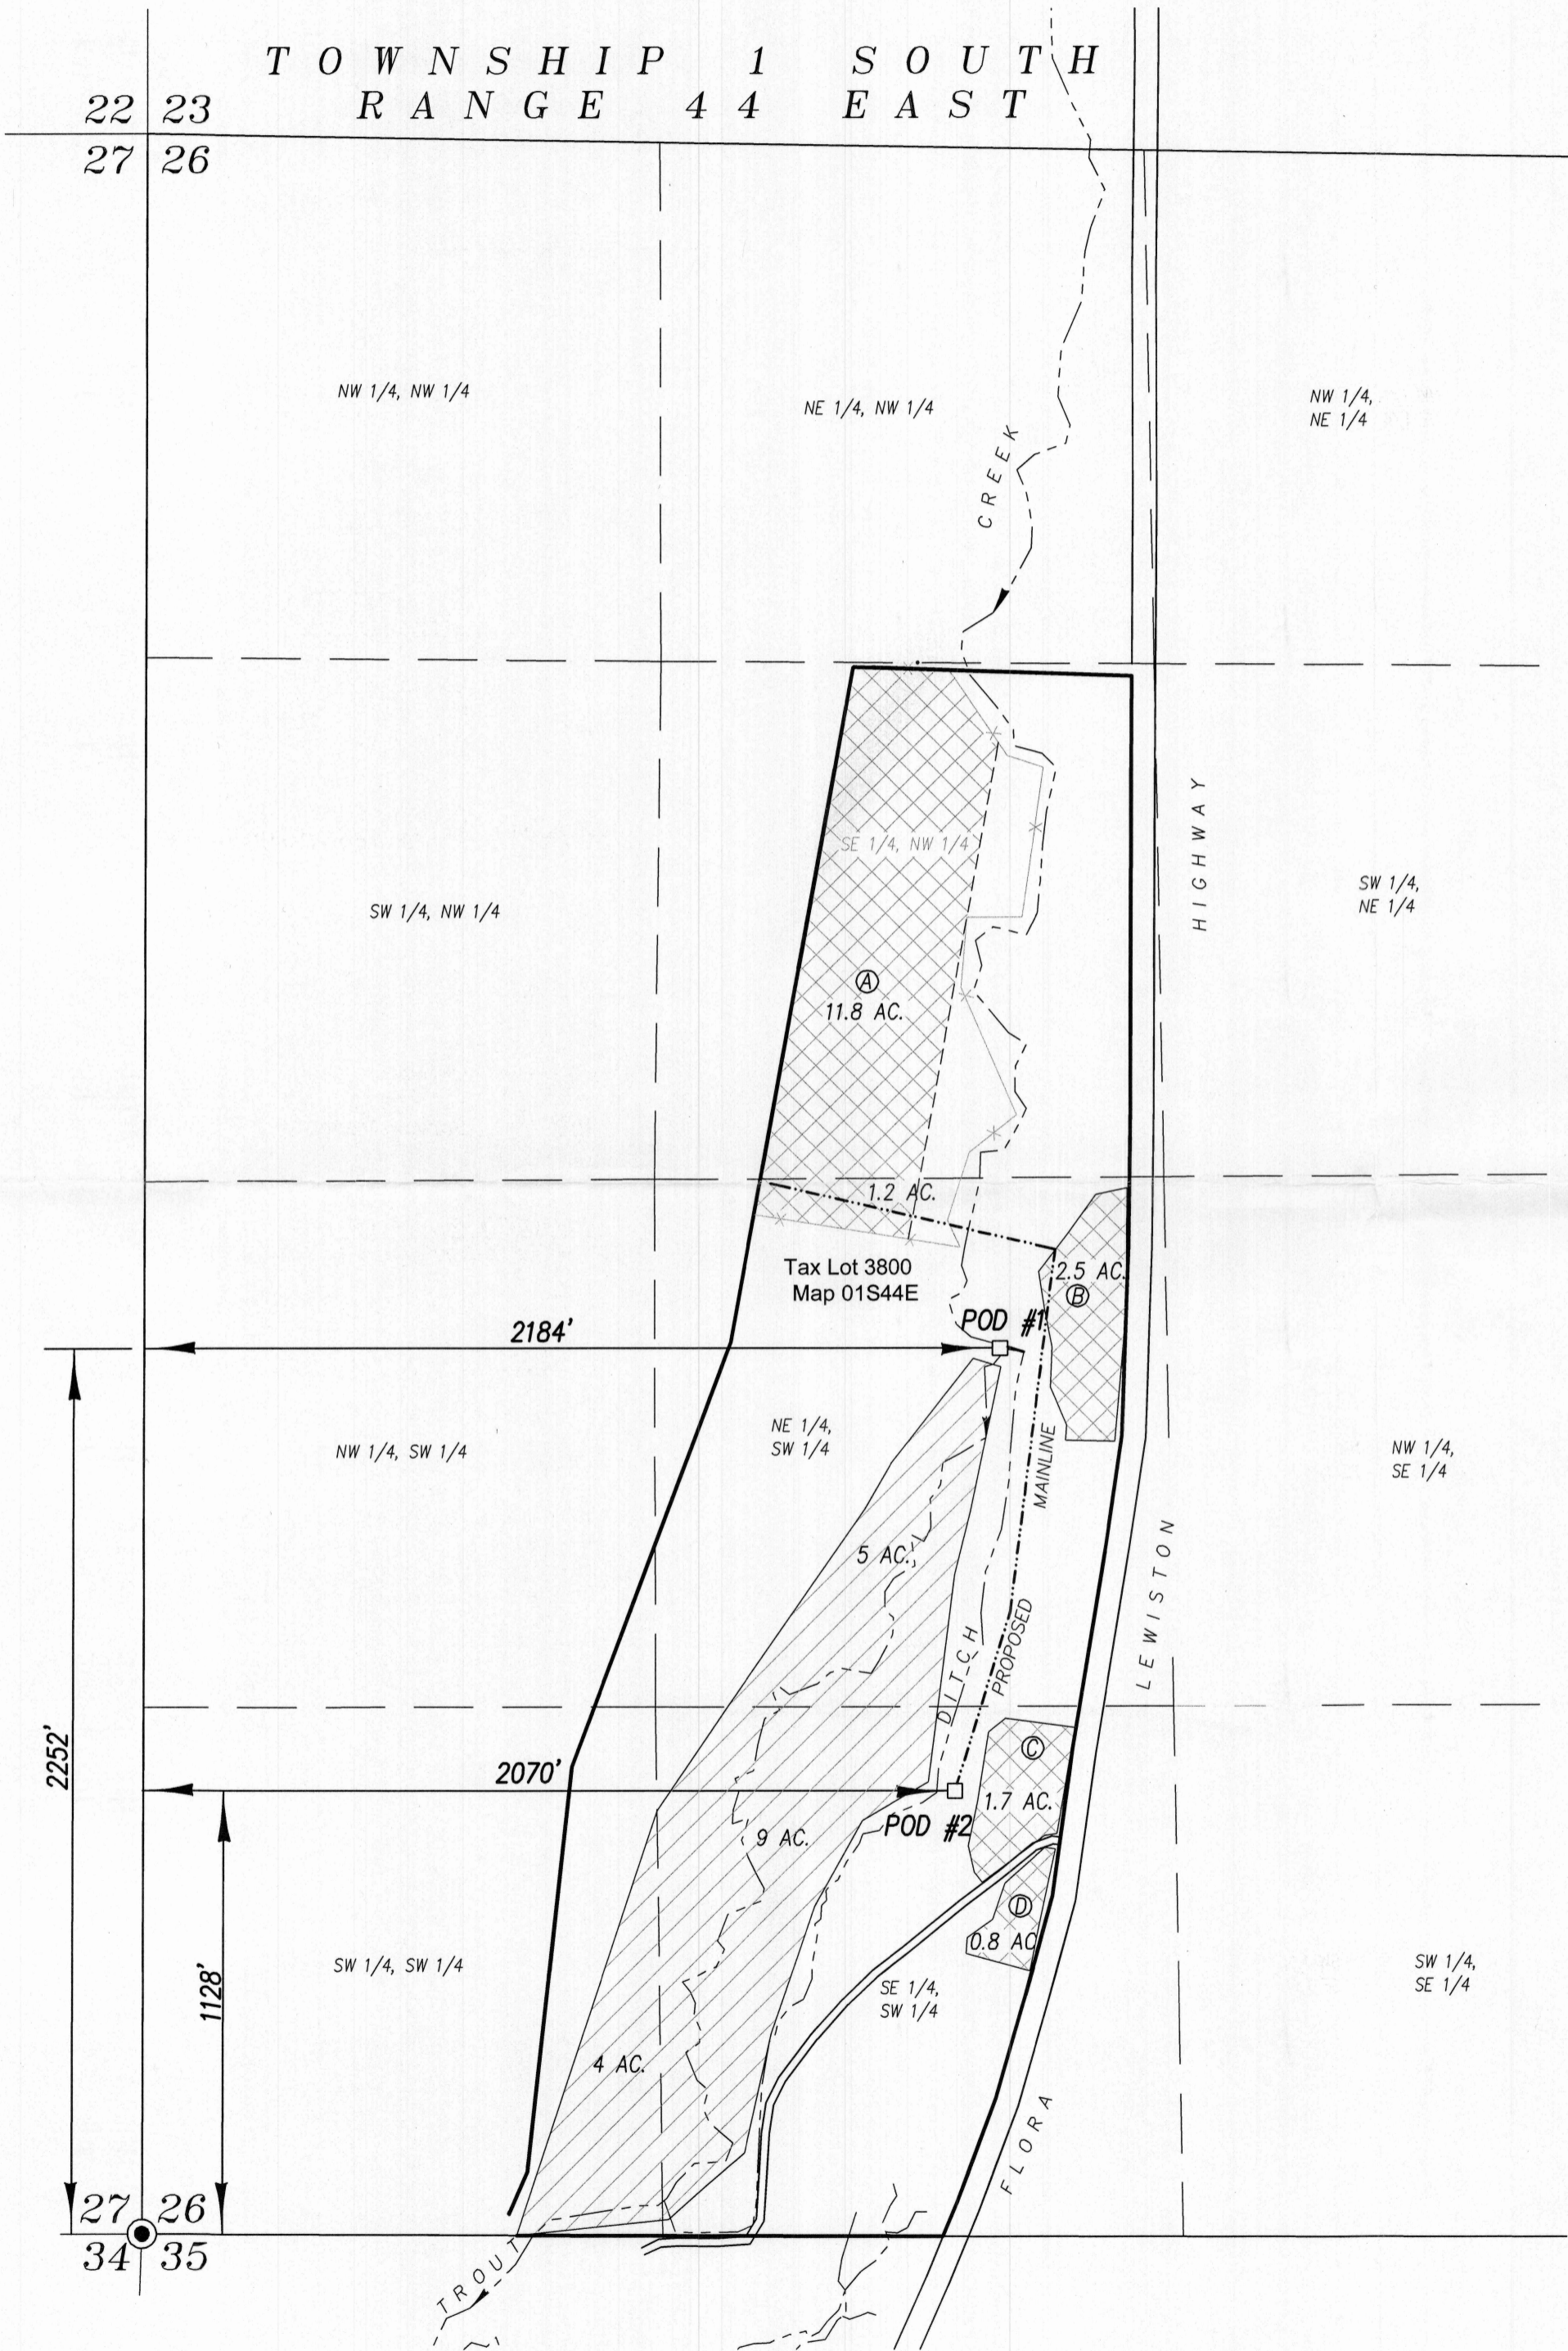 TOWNSHIP 1 SOUTH
RANGE 44 EAST
22 23
27 26
NW 1/4, NW 1/4
NE 1/4, NW 1/4
NW 1/4,
NE 1/4
CREEK
SE 1/4, NW 1/4
HIGHWAY
SW 1/4, NW 1/4
SW 1/4,
NE 1/4
A
11.8 AC.
1.2 AC.
Tax Lot 3800
Map 01S44E
2.5 AC.
B
POD #1
2184'
NW 1/4, SW 1/4
NE 1/4,
SW 1/4
MAINLINE
NW 1/4,
SE 1/4
5 AC.
LEWISTON
DITCH
PROPOSED
2252'
2070'
C
1.7 AC.
POD #2
9 AC.
D
0.8 AC
1128'
SW 1/4, SW 1/4
SE 1/4,
SW 1/4
SW 1/4,
SE 1/4
4 AC.
FLORA
27 26
34 35
TROUT